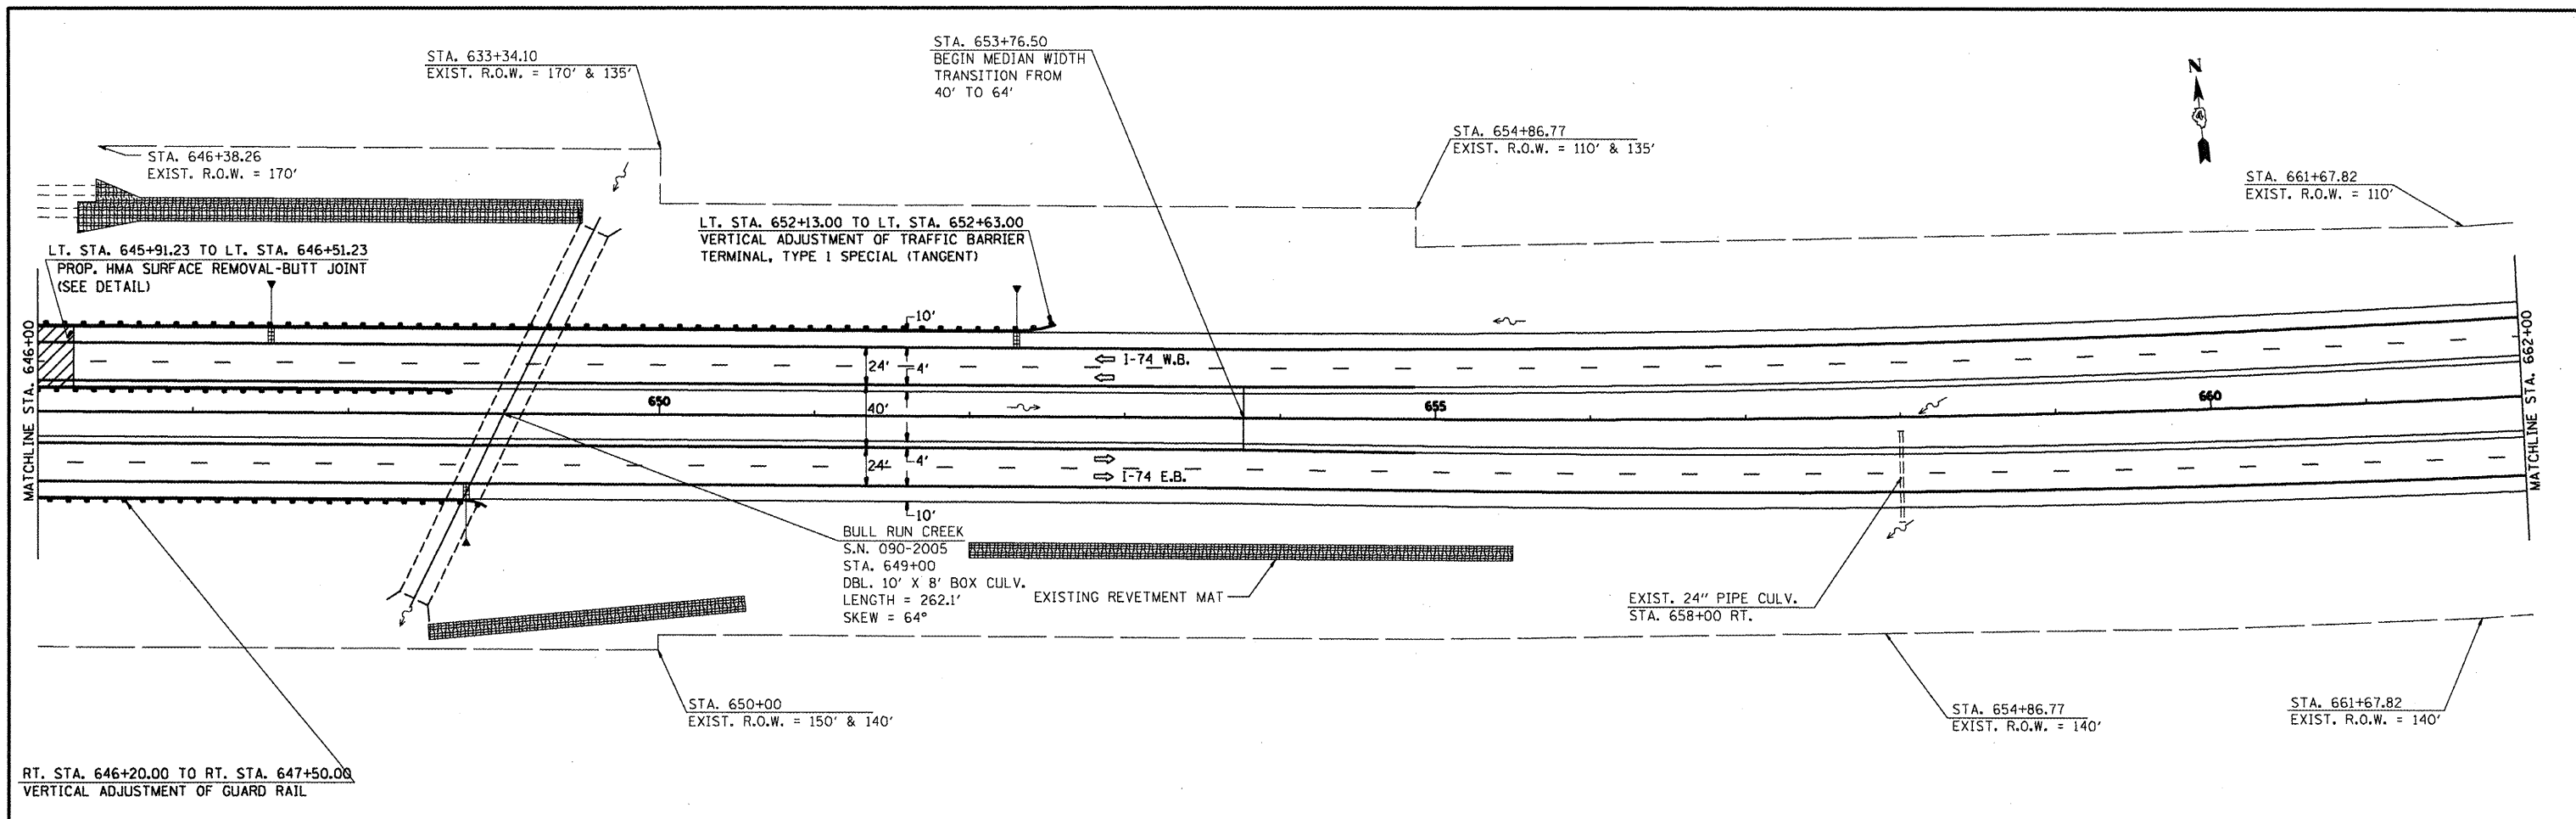 STA. 633+34.10
EXIST. R.O.W. = 170' & 135'
STA. 653+76.50
BEGIN MEDIAN WIDTH
TRANSITION FROM
40' TO 64'
N
STA. 654+86.77
EXIST. R.O.W. = 110' & 135'
STA. 646+38.26
EXIST. R.O.W. = 170'
STA. 661+67.82
EXIST. R.O.W. = 110'
LT. STA. 652+13.00 TO LT. STA. 652+63.00
VERTICAL ADJUSTMENT OF TRAFFIC BARRIER
TERMINAL, TYPE 1 SPECIAL (TANGENT)
LT. STA. 645+91.23 TO LT. STA. 646+51.23
PROP. HMA SURFACE REMOVAL-BUTT JOINT
(SEE DETAIL)
MATCHLINE STA. 646+00
10'
24'
4'
I-74 W.B.
650
40'
655
660
MATCHLINE STA. 662+00
24'
4'
I-74 E.B.
10'
BULL RUN CREEK
S.N. 090-2005
STA. 649+00
DBL. 10' X 8' BOX CULV.
LENGTH = 262.1'
SKEW = 64°
EXISTING REVETMENT MAT
EXIST. 24" PIPE CULV.
STA. 658+00 RT.
STA. 650+00
EXIST. R.O.W. = 150' & 140'
STA. 654+86.77
EXIST. R.O.W. = 140'
STA. 661+67.82
EXIST. R.O.W. = 140'
RT. STA. 646+20.00 TO RT. STA. 647+50.00
VERTICAL ADJUSTMENT OF GUARD RAIL